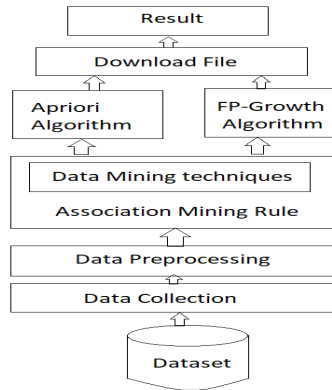 Result
Download File
Apriori
Algorithm
FP-Growth
Algorithm
Data Mining techniques
Association Mining Rule
Data Preprocessing
Data Collection
Dataset